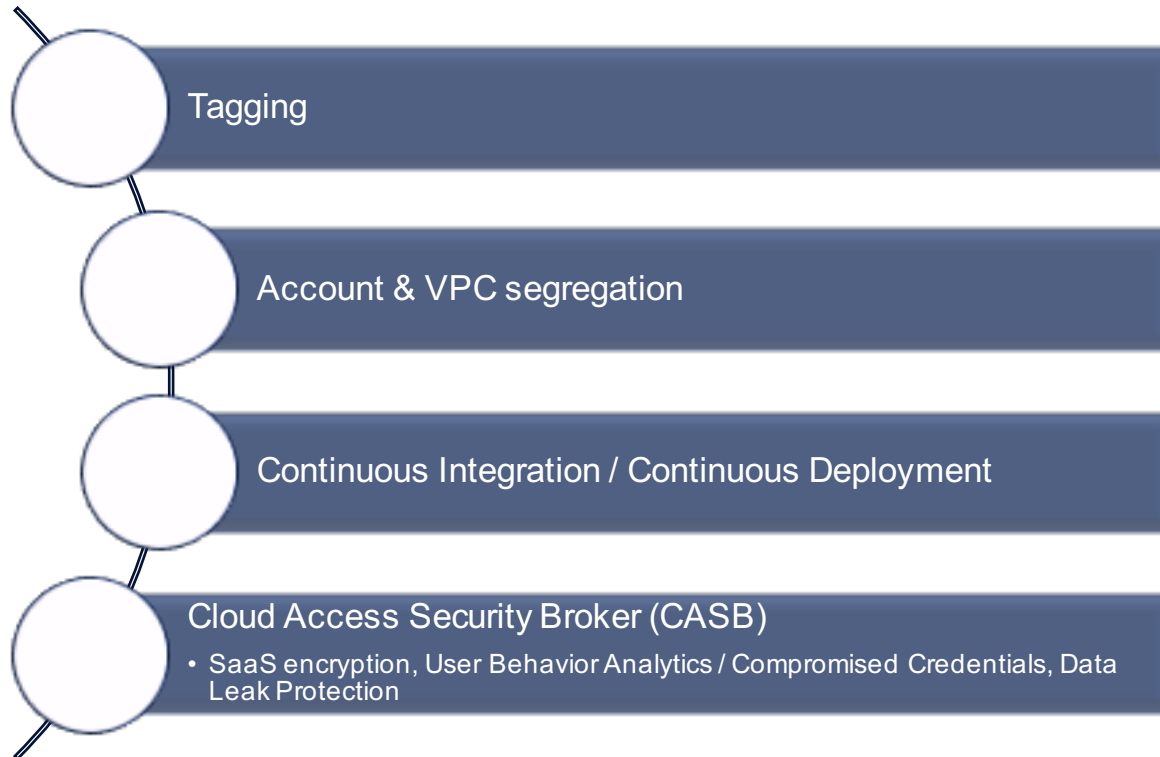 Tagging
Account & VPC segregation
Continuous Integration / Continuous Deployment
Cloud Access Security Broker (CASB)
• SaaS encryption, User Behavior Analytics / Compromised Credentials, Data
Leak Protection